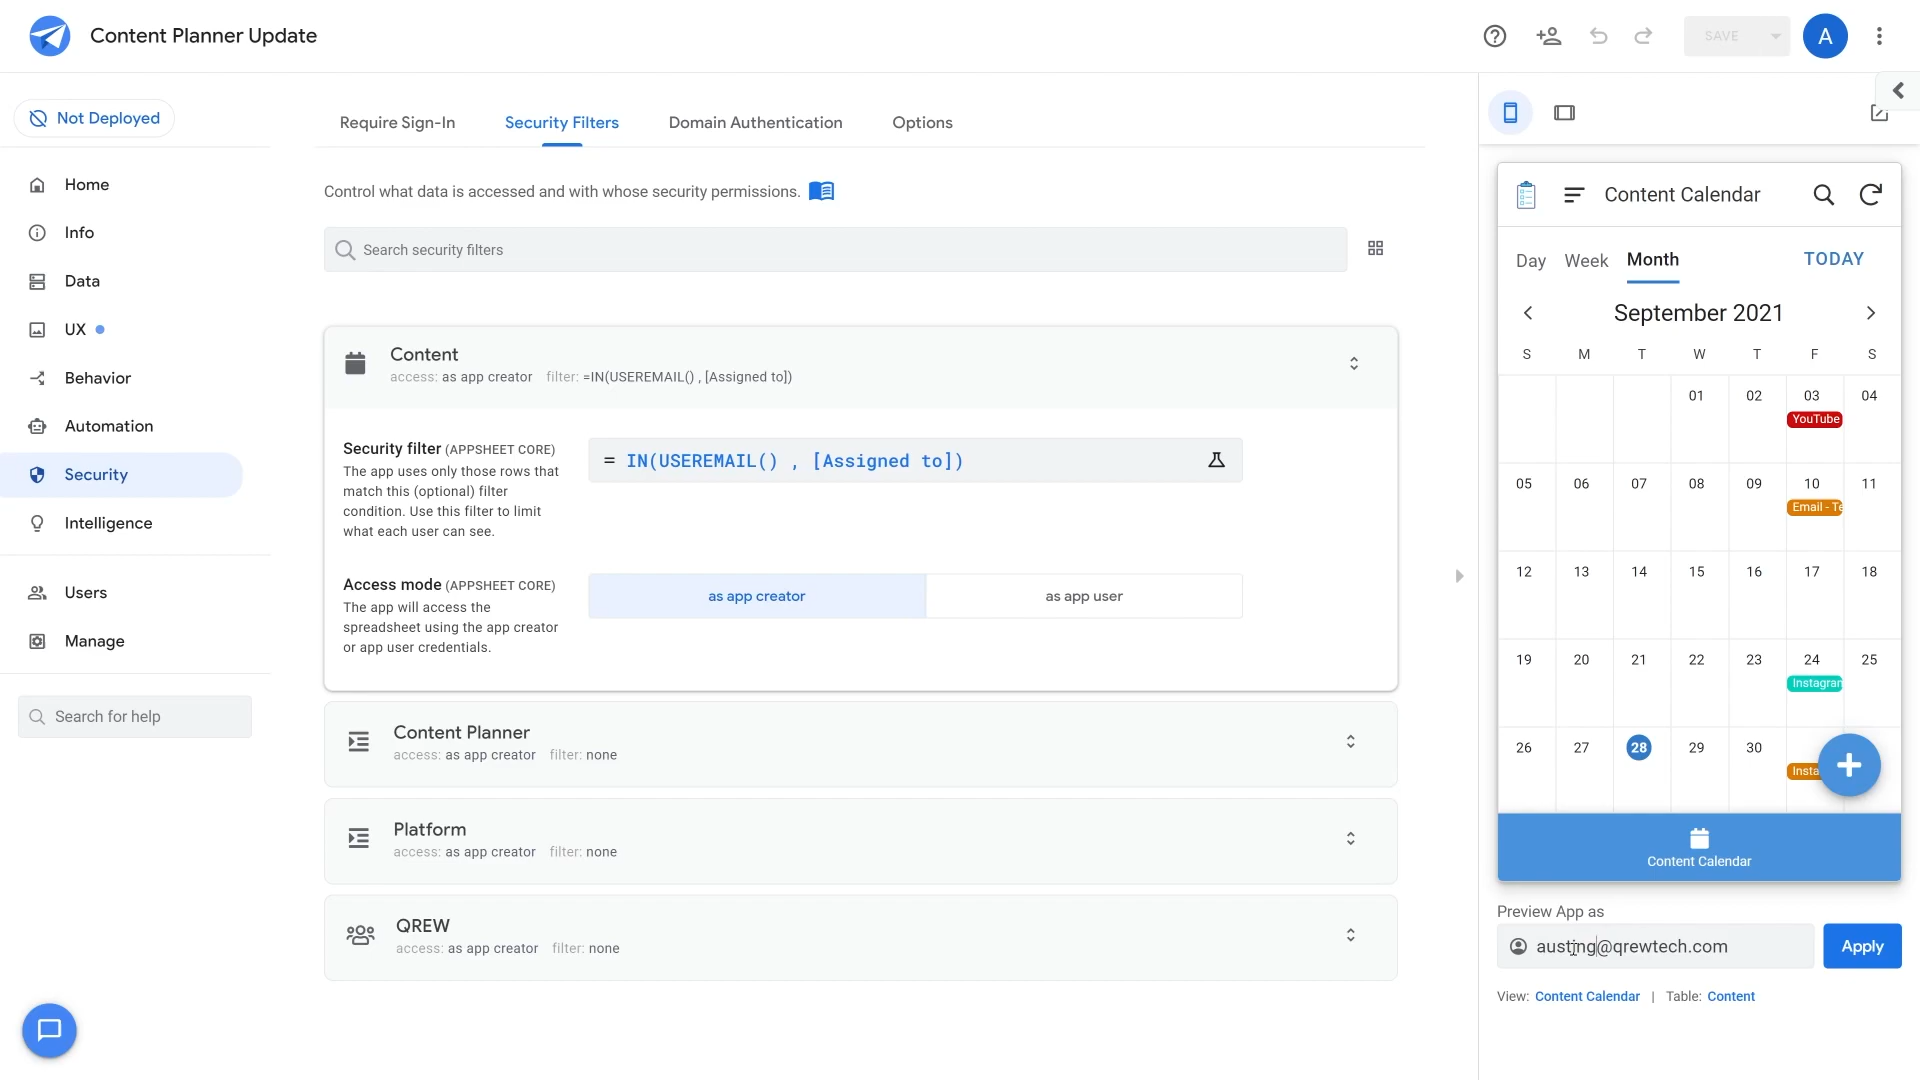 Content Planner Update
SAVE
A
Not Deployed
Home
Info
Data
UX
Behavior
Automation
Security
Intelligence
Users
Manage
Search for help
Require Sign-In
Security Filters
Domain Authentication
Options
Control what data is accessed and with whose security permissions.
Search security filters
Content
access: as app creator filter: =IN(USEREMAIL() , [Assigned to])
Security filter (APPSHEET CORE)
The app uses only those rows that
match this (optional) filter
condition. Use this filter to limit
what each user can see.
= IN(USEREMAIL() , [Assigned to])
Access mode (APPSHEET CORE)
The app will access the
spreadsheet using the app creator
or app user credentials.
as app creator
as app user
Content Planner
access: as app creator filter: none
Platform
access: as app creator filter: none
QREW
access: as app creator filter: none
Content Calendar
Day Week Month TODAY
September 2021
S M T W T F S
01 02 03 04
YouTube
05 06 07 08 09 10 11
Email - Te
12 13 14 15 16 17 18
19 20 21 22 23 24 25
Instagram
26 27 28 29 30
Insta
Content Calendar
Preview App as
austing@qrewtech.com
Apply
View: Content Calendar | Table: Content